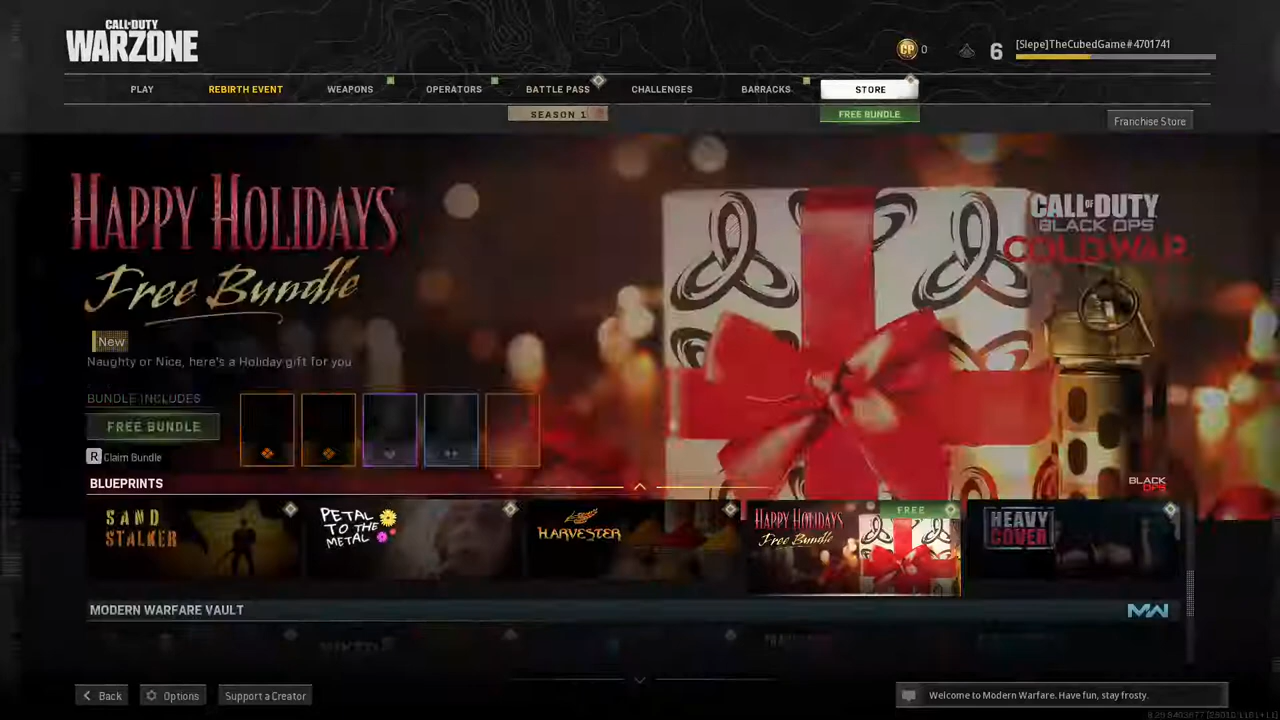 CALL OF DUTY
WARZONE
CP 0
6
[Slepe]TheCubedGame#4701741
PLAY
REBIRTH EVENT
WEAPONS
OPERATORS
BATTLE PASS
CHALLENGES
BARRACKS
STORE
SEASON 1
FREE BUNDLE
Franchise Store
HAPPY HOLIDAYS
Free Bundle
CALL OF DUTY
BLACK OPS
COLD WAR
New
Naughty or Nice, here's a Holiday gift for you
BUNDLE INCLUDES
FREE BUNDLE
R Claim Bundle
BLUEPRINTS
BLACK
OPS
SAND
STALKER
PETAL
TO THE
METAL
HARVESTER
HAPPY HOLIDAYS
Free Bundle
FREE
HEAVY
COVER
MODERN WARFARE VAULT
MW
Back
Options
Support a Creator
Welcome to Modern Warfare. Have fun, stay frosty.